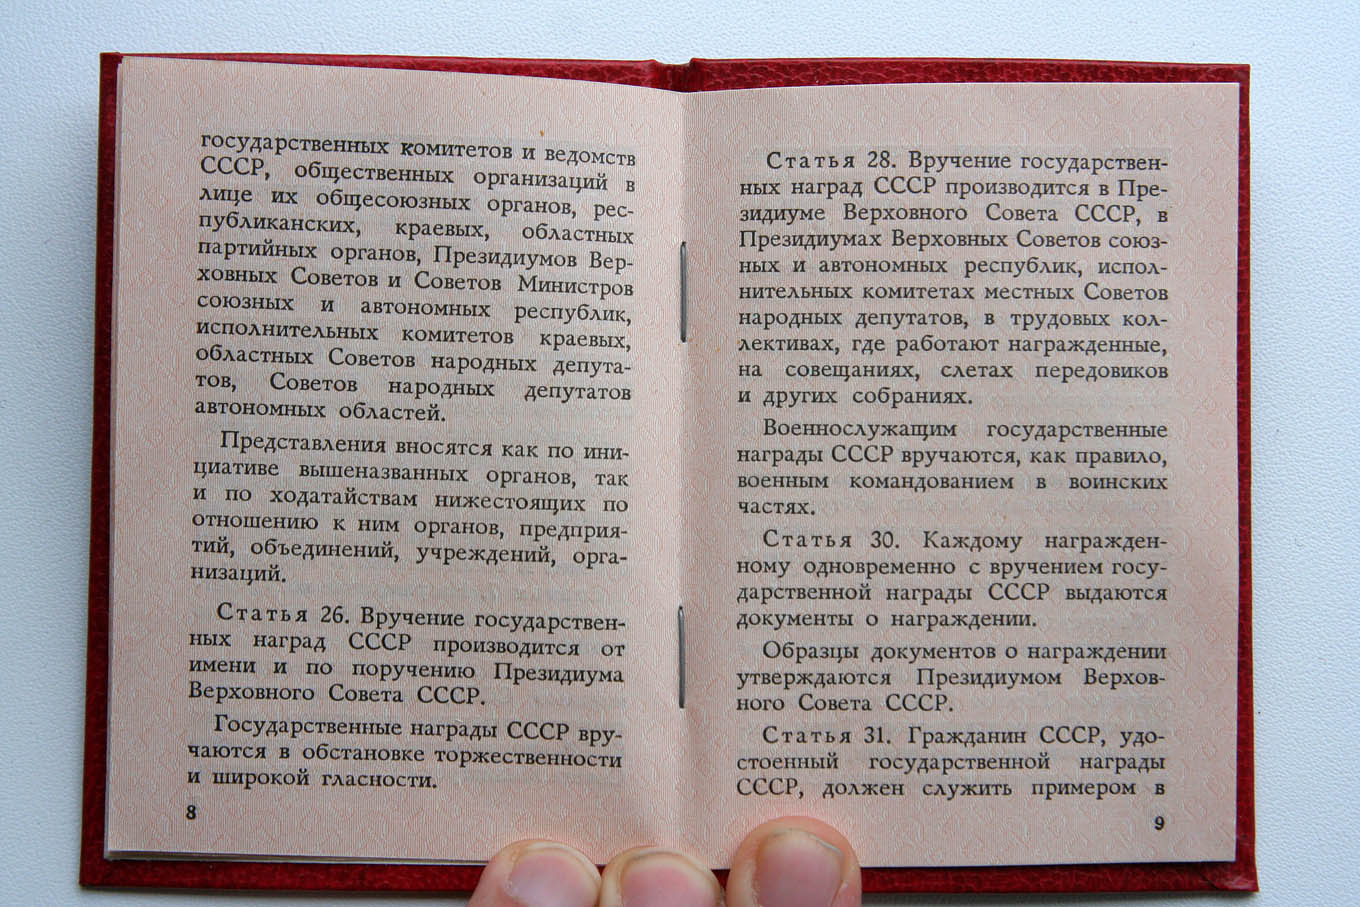 государственных комитетов и ведомств
СССР, общественных организаций в
лице их общесоюзных органов, рес-
публиканских, краевых, областных
партийных органов, Президиумов Вер-
ховных Советов и Советов Министров
союзных и автономных республик,
исполнительных комитетов краевых,
областных Советов народных депута-
тов, Советов народных депутатов
автономных областей.
Представления вносятся как по ини-
циативе вышеназванных органов, так
и по ходатайствам нижестоящих по
отношению к ним органов, предприя-
тий, объединений, учреждений, орга-
низаций.
Статья 26. Вручение государствен-
ных наград СССР производится от
имени и по поручению Президиума
Верховного Совета СССР.
Государственные награды СССР вру-
чаются в обстановке торжественности
и широкой гласности.
8
Статья 28. Вручение государствен-
ных наград СССР производится в Пре-
зидиуме Верховного Совета СССР, в
Президиумах Верховных Советов союз-
ных и автономных республик, испол-
нительных комитетах местных Советов
народных депутатов, в трудовых кол-
лективах, где работают награжденные,
на совещаниях, слетах передовиков
и других собраниях.
Военнослужащим государственные
награды СССР вручаются, как правило,
военным командованием в воинских
частях.
Статья 30. Каждому награжден-
ному одновременно с вручением госу-
дарственной награды СССР выдаются
документы о награждении.
Образцы документов о награждении
утверждаются Президиумом Верхов-
ного Совета СССР.
Статья 31. Гражданин СССР, удо-
стоенный государственной награды
СССР, должен служить примером в
9